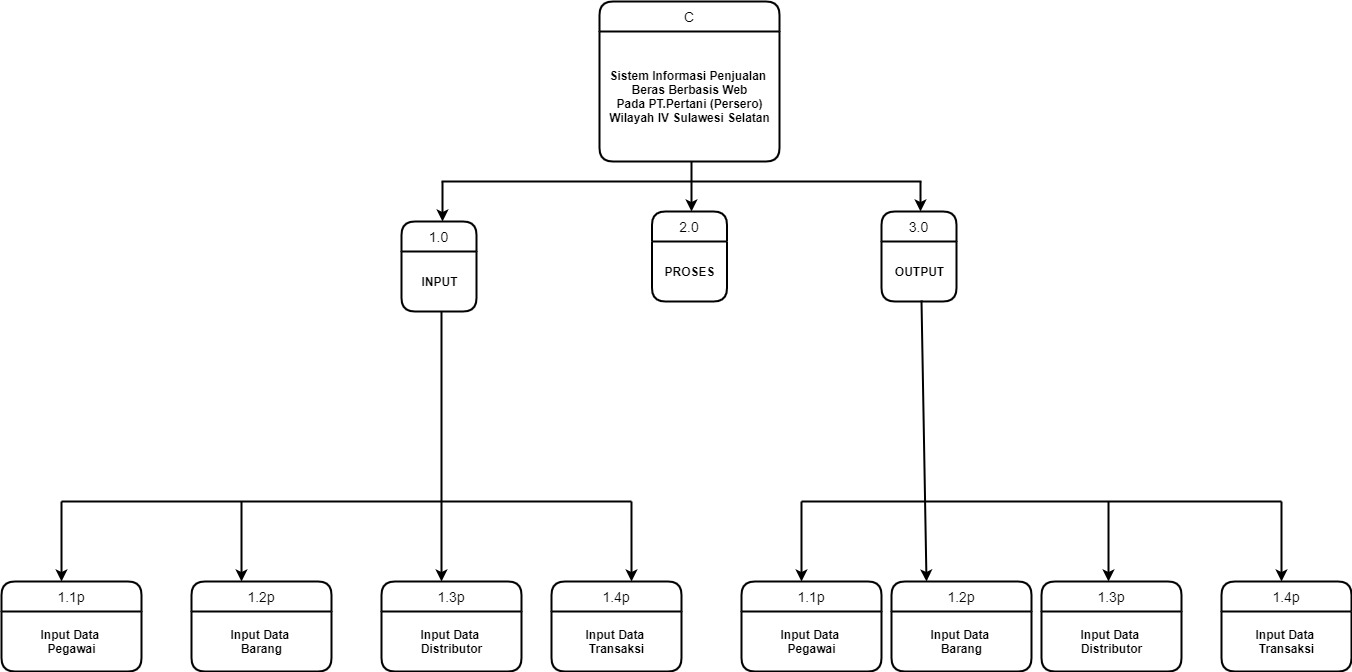 C
Sistem Informasi Penjualan
Beras Berbasis Web
Pada PT.Pertani (Persero)
Wilayah IV Sulawesi Selatan
1.0
INPUT
2.0
PROSES
3.0
OUTPUT
1.1p
Input Data
Pegawai
1.2p
Input Data
Barang
1.3p
Input Data
Distributor
1.4p
Input Data
Transaksi
1.1p
Input Data
Pegawai
1.2p
Input Data
Barang
1.3p
Input Data
Distributor
1.4p
Input Data
Transaksi